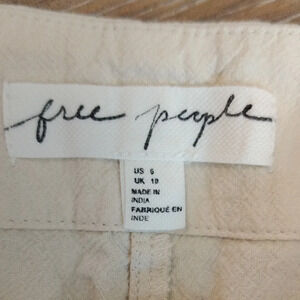 free people
US 6
UK 10
MADE IN
INDIA
FABRIQUÉ EN
INDE